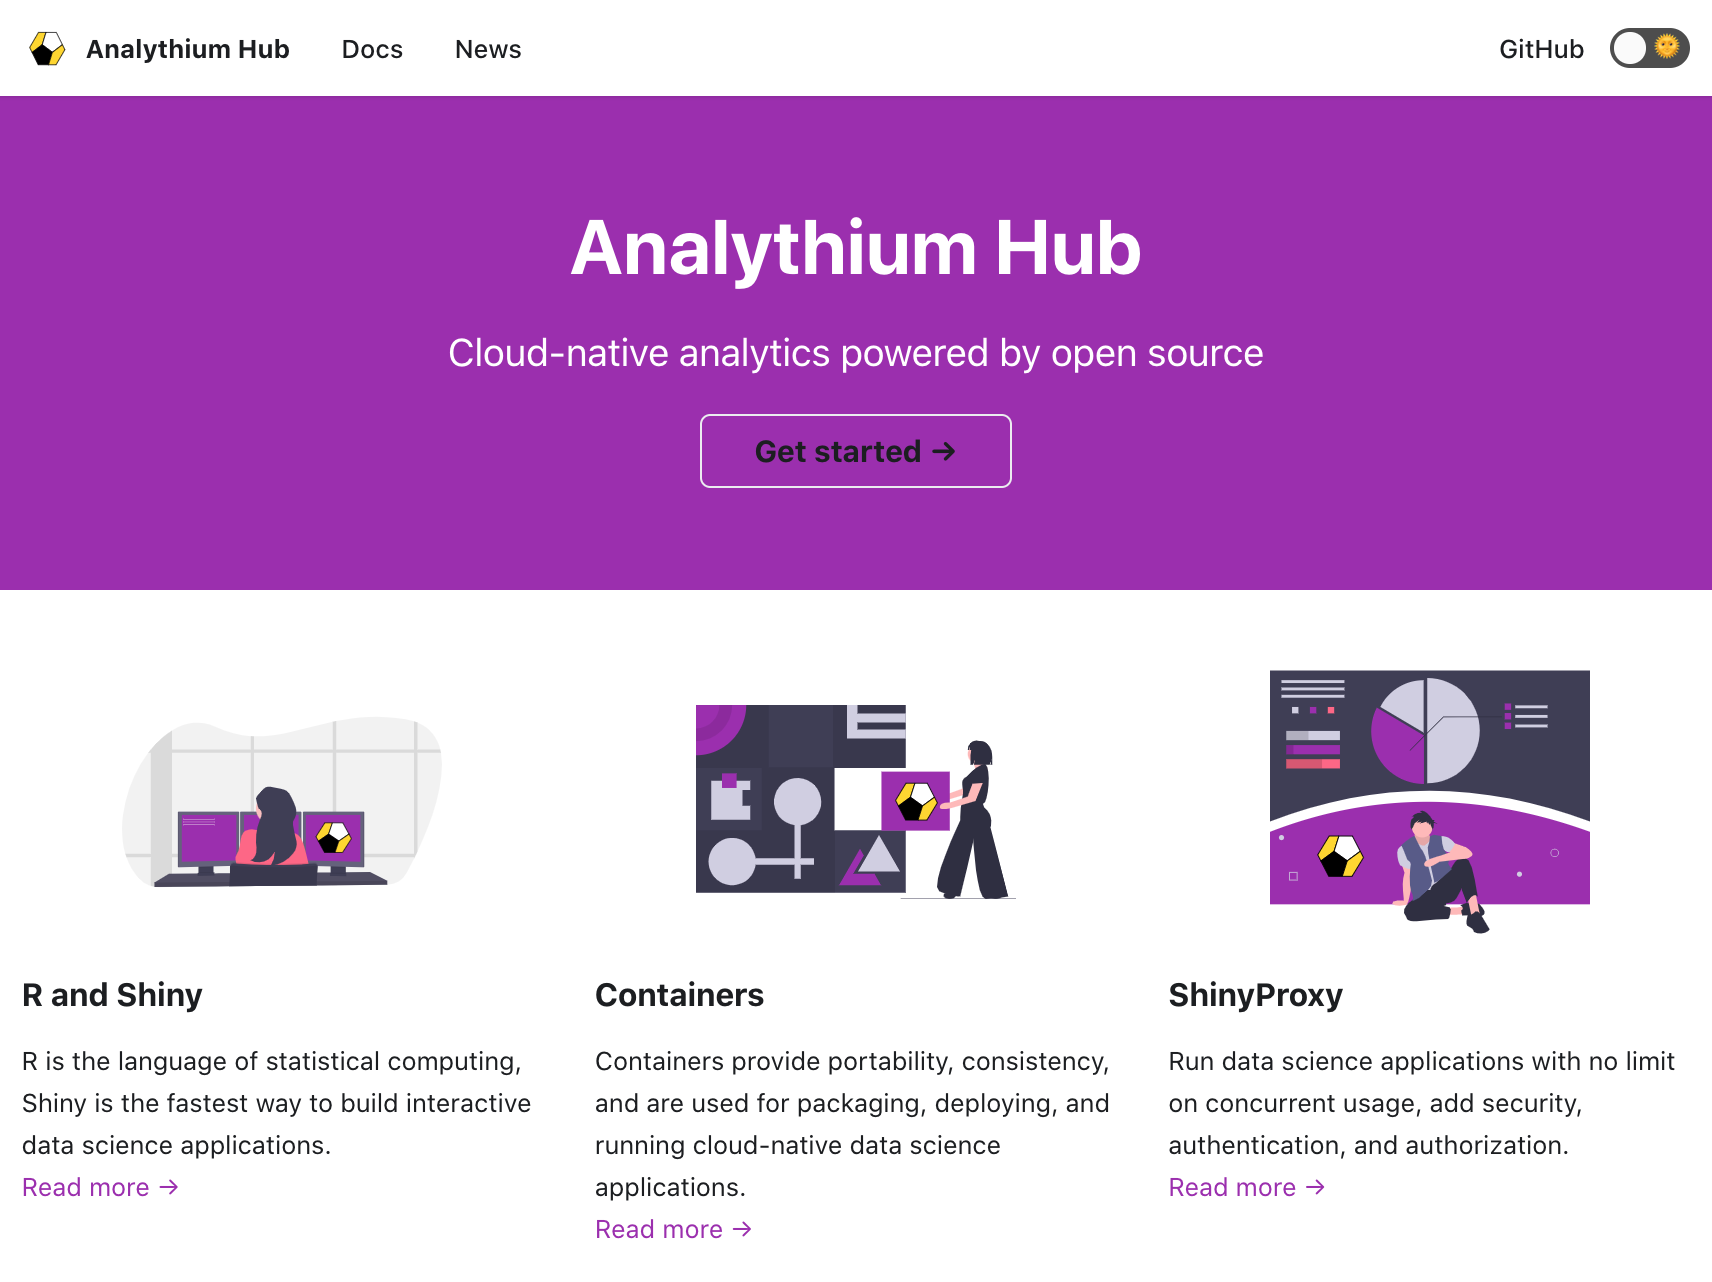 Analythium Hub Docs News GitHub
Analythium Hub
Cloud-native analytics powered by open source
Get started →
R and Shiny
R is the language of statistical computing,
Shiny is the fastest way to build interactive
data science applications.
Read more →
Containers
Containers provide portability, consistency,
and are used for packaging, deploying, and
running cloud-native data science
applications.
Read more →
ShinyProxy
Run data science applications with no limit
on concurrent usage, add security,
authentication, and authorization.
Read more →